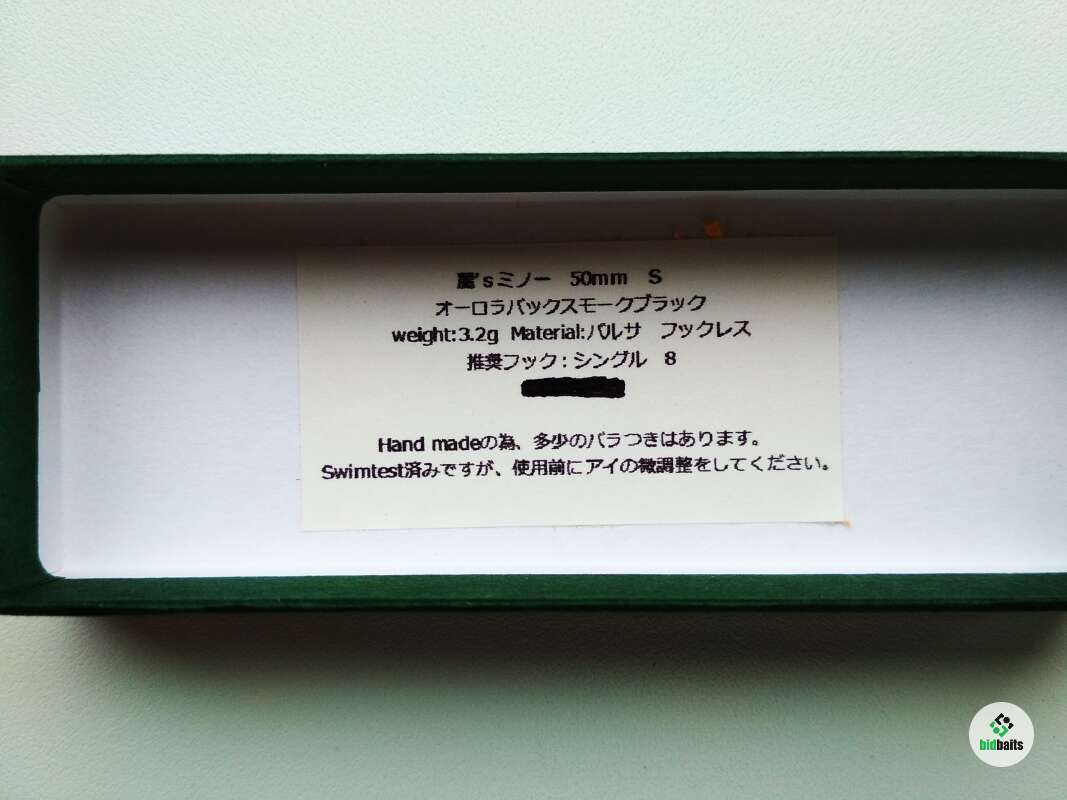 'sミノー 50mm S
オーロラバックスモークブラック
weight:3.2g Material:バルサ フックレス
推奨フック:シングル 8
Hand madeの為、多少のバラつきはあります。
Swimtest済みですが、使用前にアイの微調整をしてください。
bidbaits